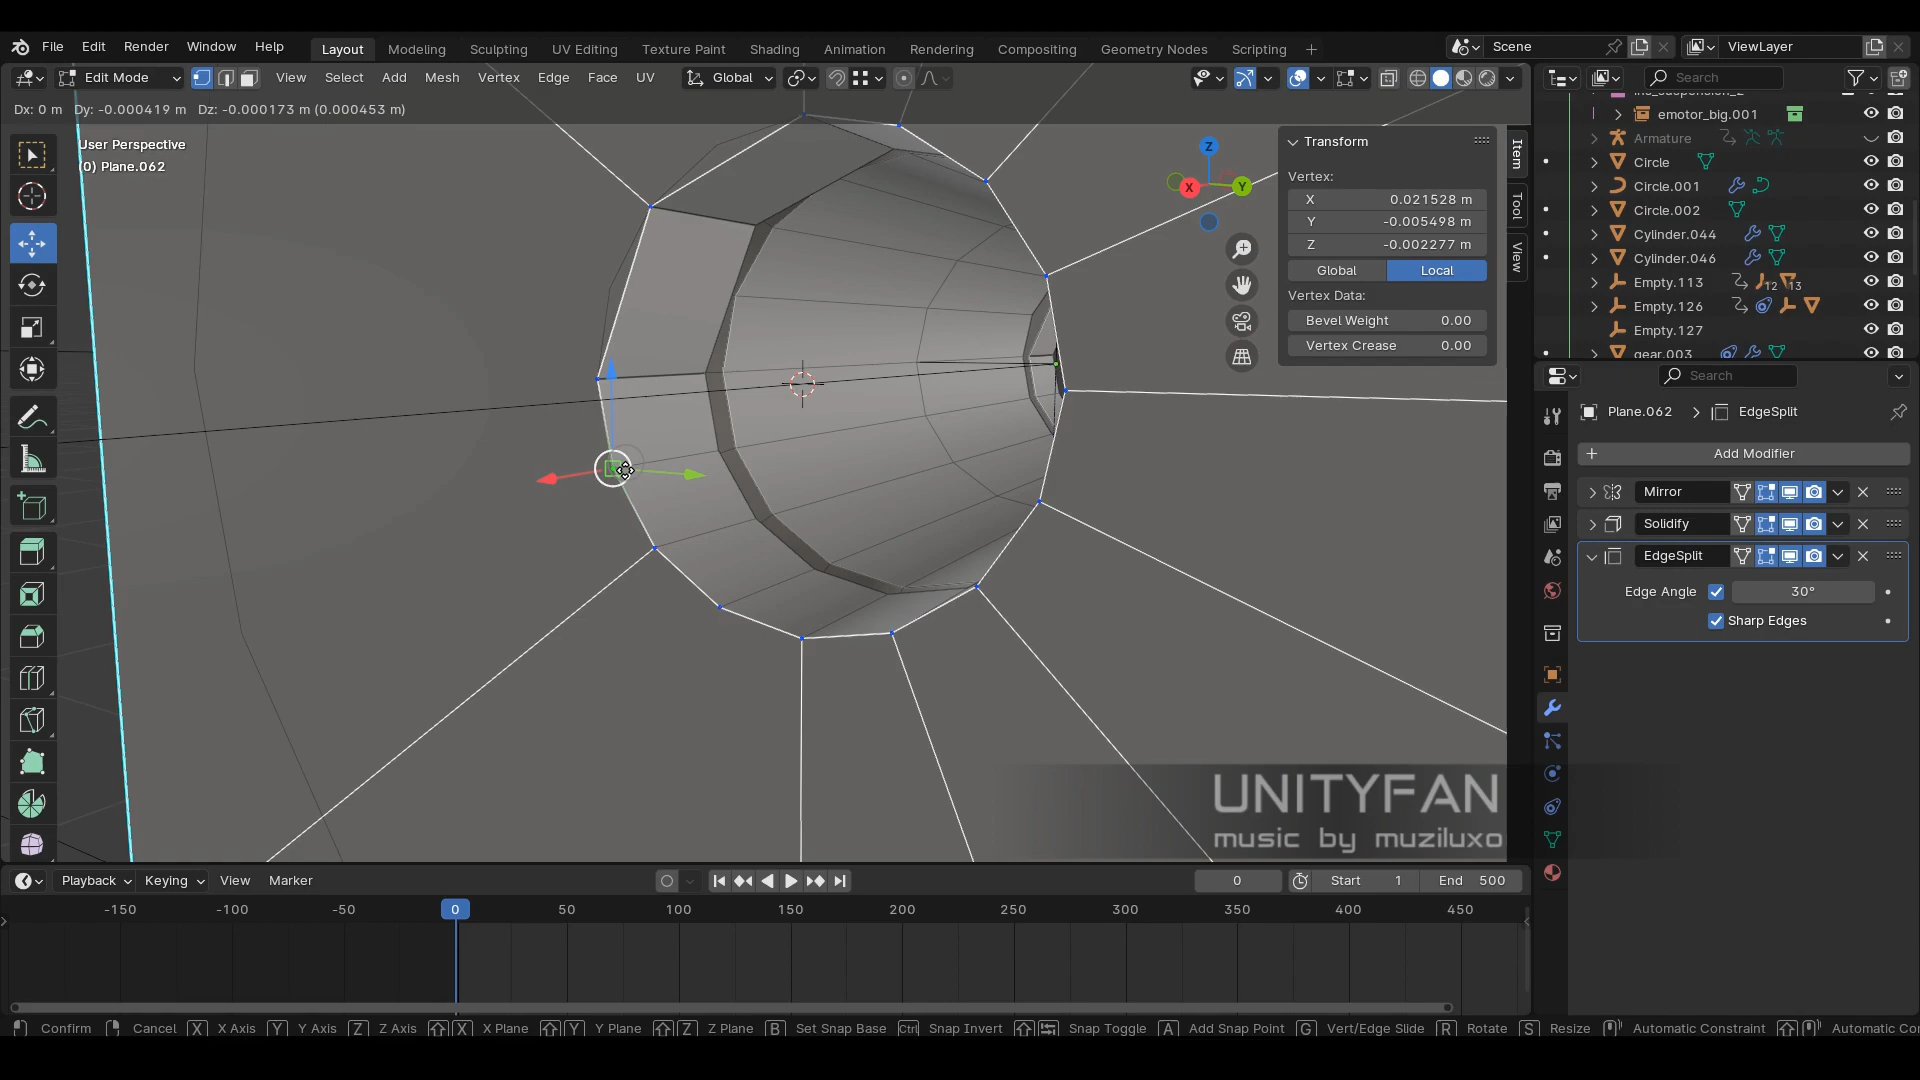 File Edit Render Window Help
Layout Modeling Sculpting UV Editing Texture Paint Shading Animation Rendering Compositing Geometry Nodes Scripting +
Scene
ViewLayer
Edit Mode View Select Add Mesh Vertex Edge Face UV Global
Search
Dx: 0 m Dy: -0.000419 m Dz: -0.000173 m (0.000453 m)
User Perspective
(0) Plane.062
Z
X
Y
Transform
Vertex:
X 0.021528 m
Y -0.005498 m
Z -0.002277 m
Global Local
Vertex Data:
Bevel Weight 0.00
Vertex Crease 0.00
Item
Tool
View
emotor_big.001
Armature
Circle
Circle.001
Circle.002
Cylinder.044
Cylinder.046
Empty.113 12 13
Empty.126
Empty.127
gear.003
Search
Plane.062 > EdgeSplit
+ Add Modifier
Mirror
Solidify
EdgeSplit
Edge Angle 30°
Sharp Edges
UNITYFAN
music by muziluxo
Playback Keying View Marker 0 Start 1 End 500
-150 -100 -50 0 50 100 150 200 250 300 350 400 450
Confirm Cancel X X Axis Y Y Axis Z Z Axis X X Plane Y Y Plane Z Z Plane B Set Snap Base Ctrl Snap Invert Snap Toggle A Add Snap Point G Vert/Edge Slide R Rotate S Resize Automatic Constraint Automatic Co